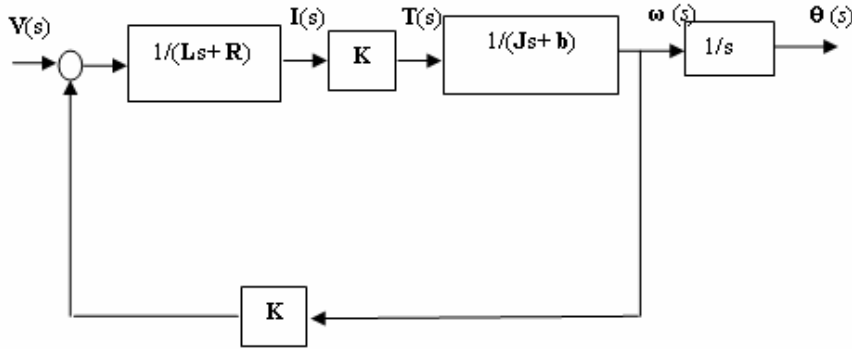 V(s)
1/(Ls+R)
I(s)
K
T(s)
1/(Js+b)
ω (s)
1/s
θ (s)
K